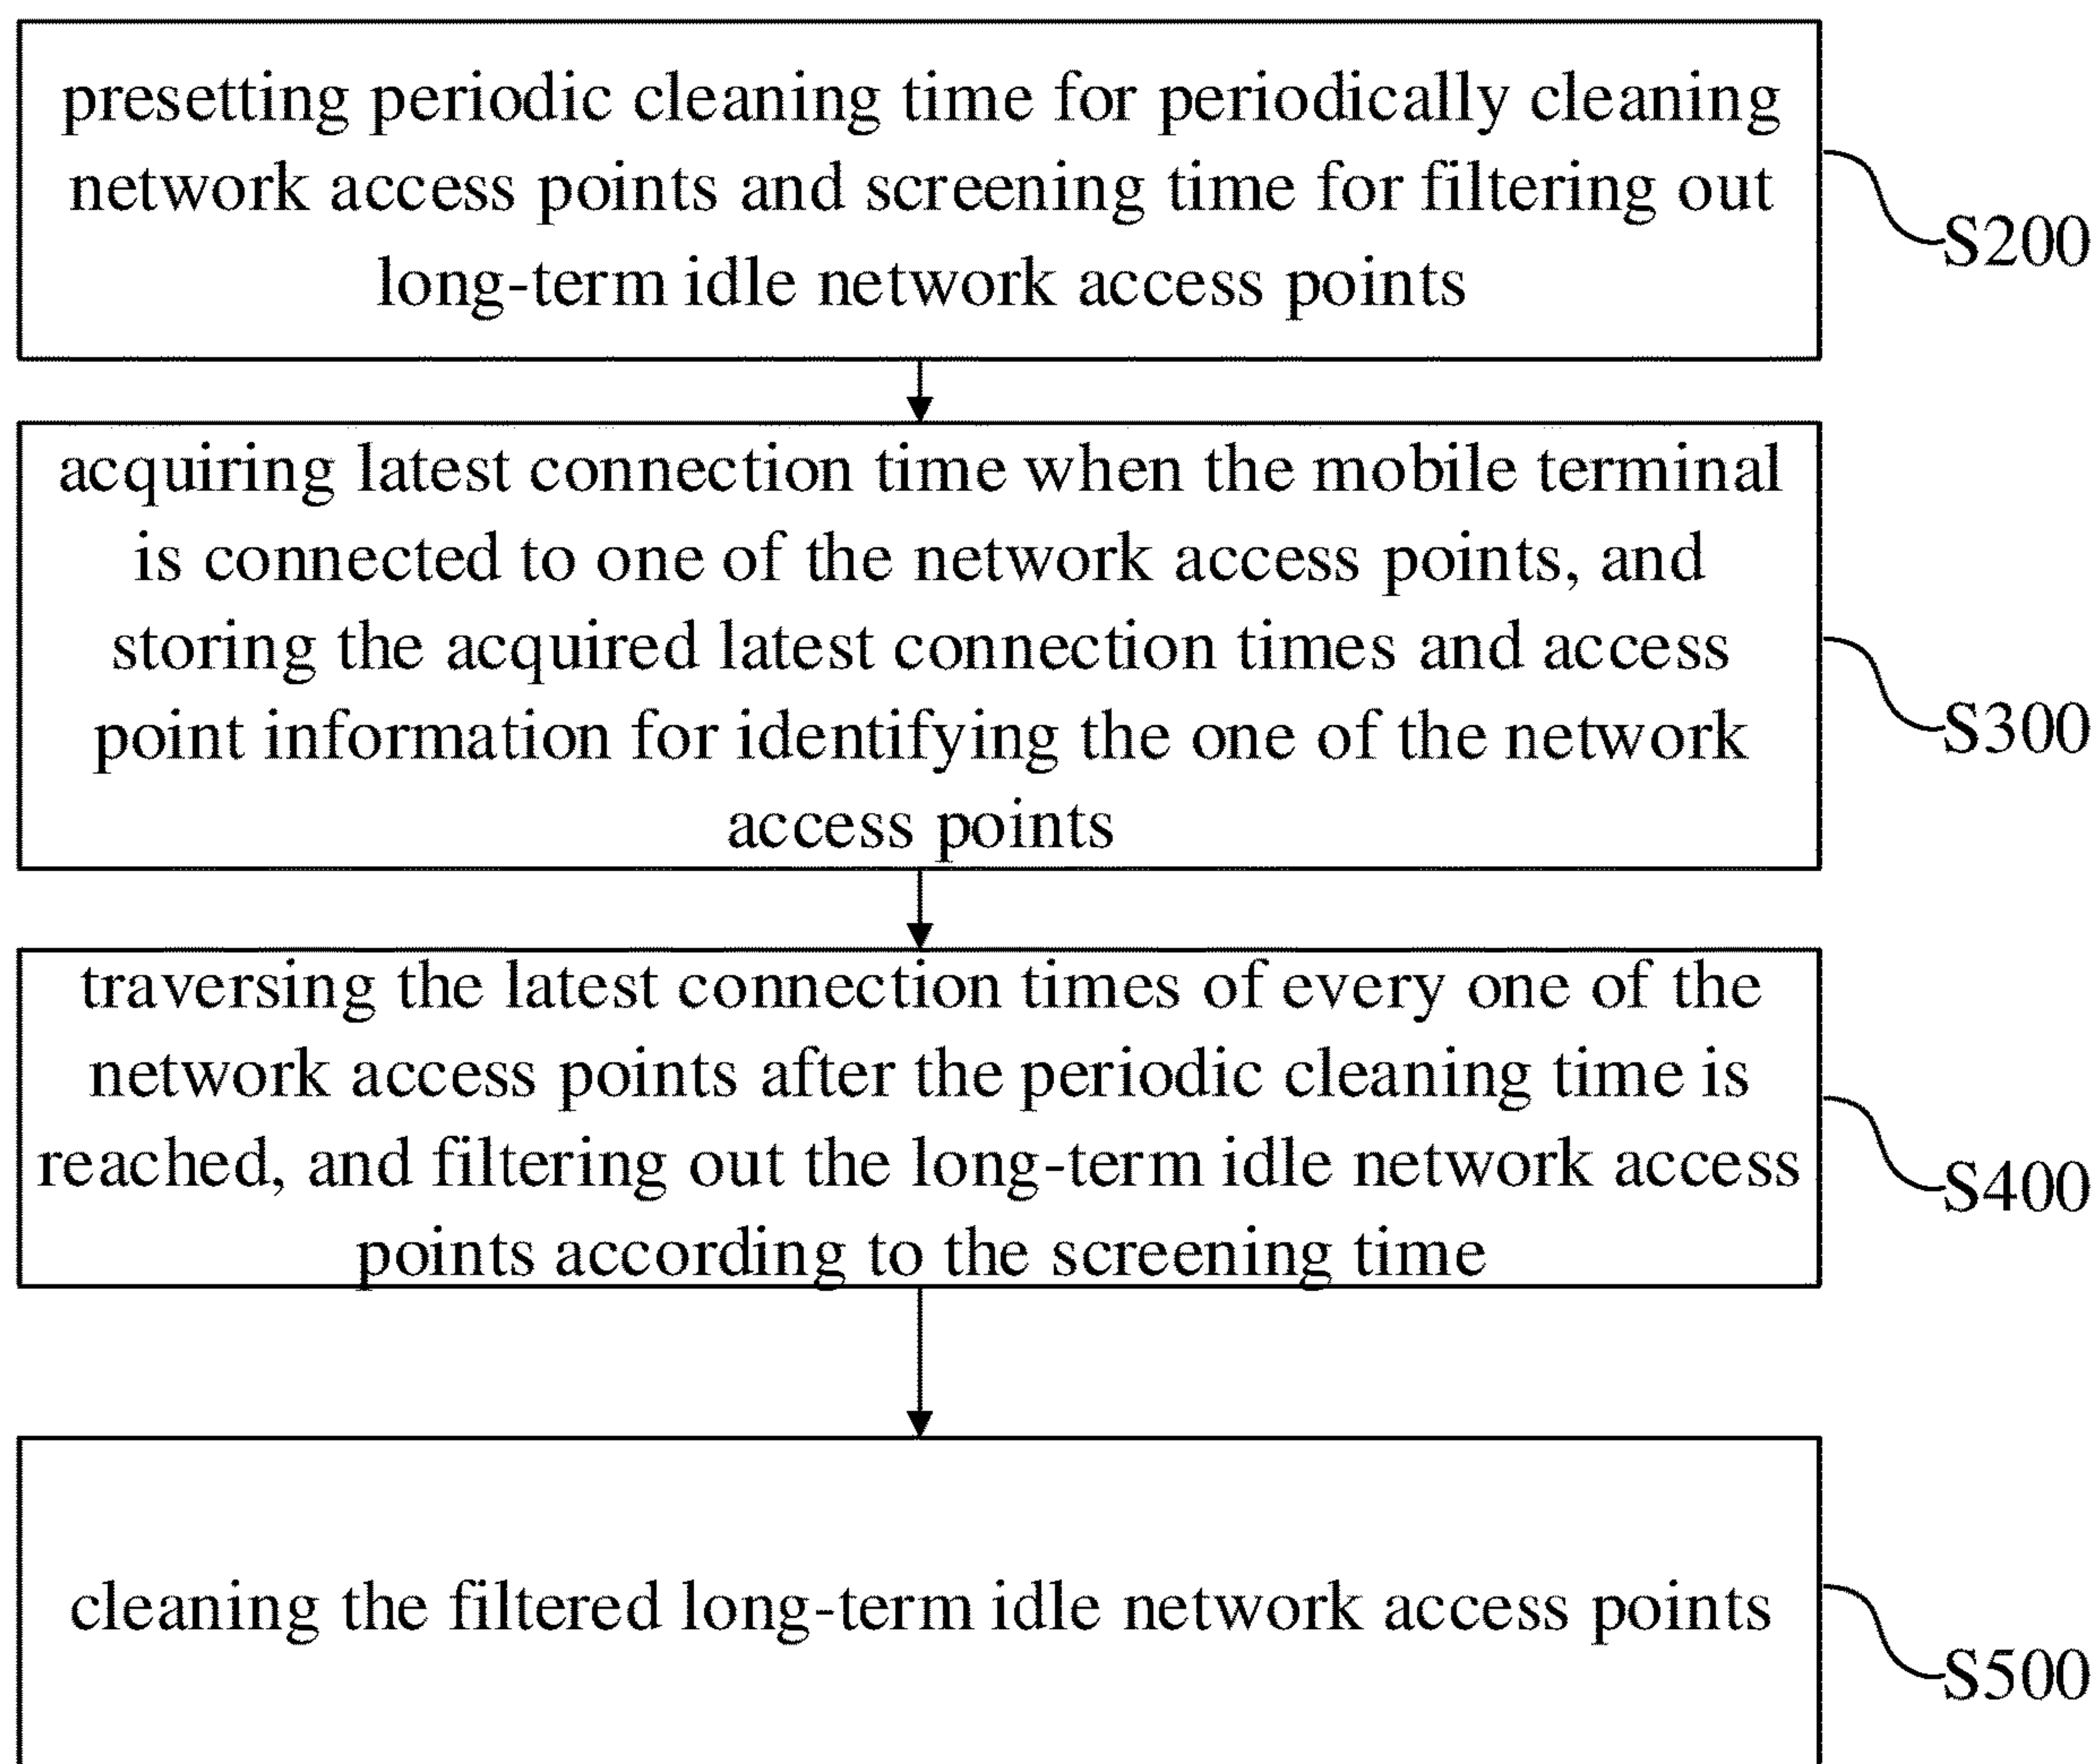 presetting periodic cleaning time for periodically cleaning
network access points and screening time for filtering out
long-term idle network access points
S200
acquiring latest connection time when the mobile terminal
is connected to one of the network access points, and
storing the acquired latest connection times and access
point information for identifying the one of the network
access points
S300
traversing the latest connection times of every one of the
network access points after the periodic cleaning time is
reached, and filtering out the long-term idle network access
points according to the screening time
S400
cleaning the filtered long-term idle network access points
S500